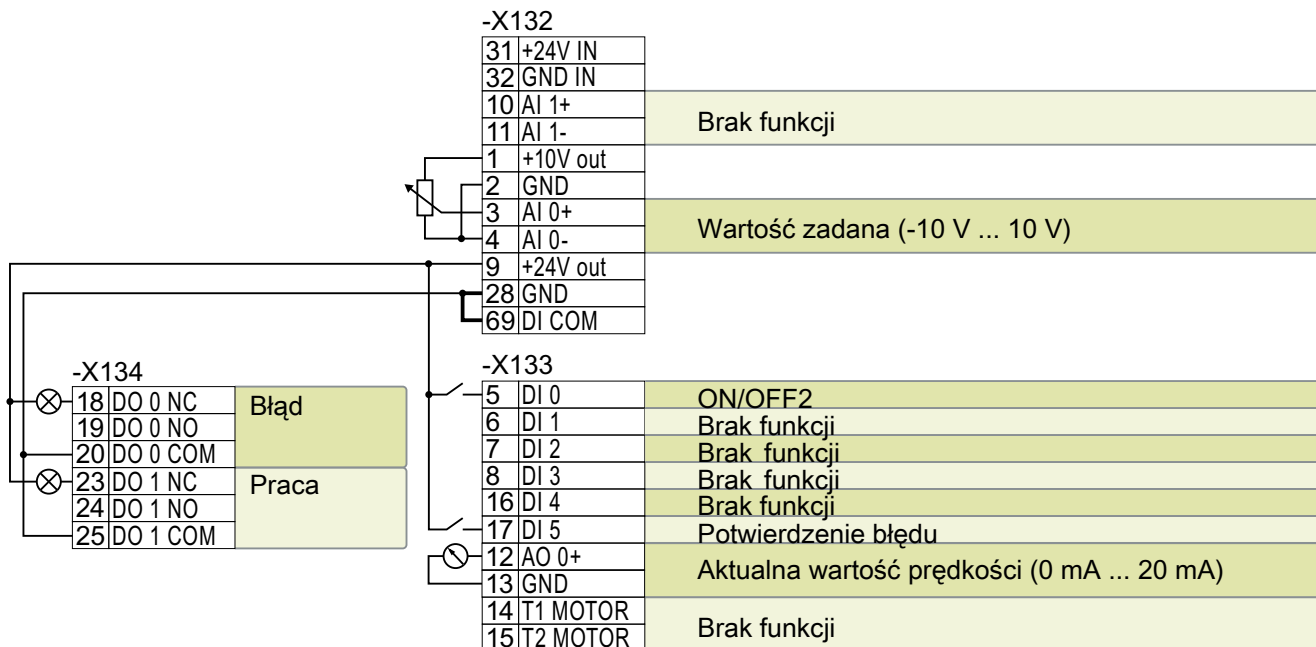 -X132
31 +24V IN
32 GND IN
10 AI 1+
11 AI 1-
Brak funkcji
1 +10V out
2 GND
3 AI 0+
4 AI 0-
Wartość zadana (-10 V ... 10 V)
9 +24V out
28 GND
69 DI COM
-X134
18 DO 0 NC
19 DO 0 NO
20 DO 0 COM
Błąd
23 DO 1 NC
24 DO 1 NO
25 DO 1 COM
Praca
-X133
5 DI 0 ON/OFF2
6 DI 1 Brak funkcji
7 DI 2 Brak funkcji
8 DI 3 Brak funkcji
16 DI 4 Brak funkcji
17 DI 5 Potwierdzenie błędu
12 AO 0+
13 GND
Aktualna wartość prędkości (0 mA ... 20 mA)
14 T1 MOTOR
15 T2 MOTOR
Brak funkcji